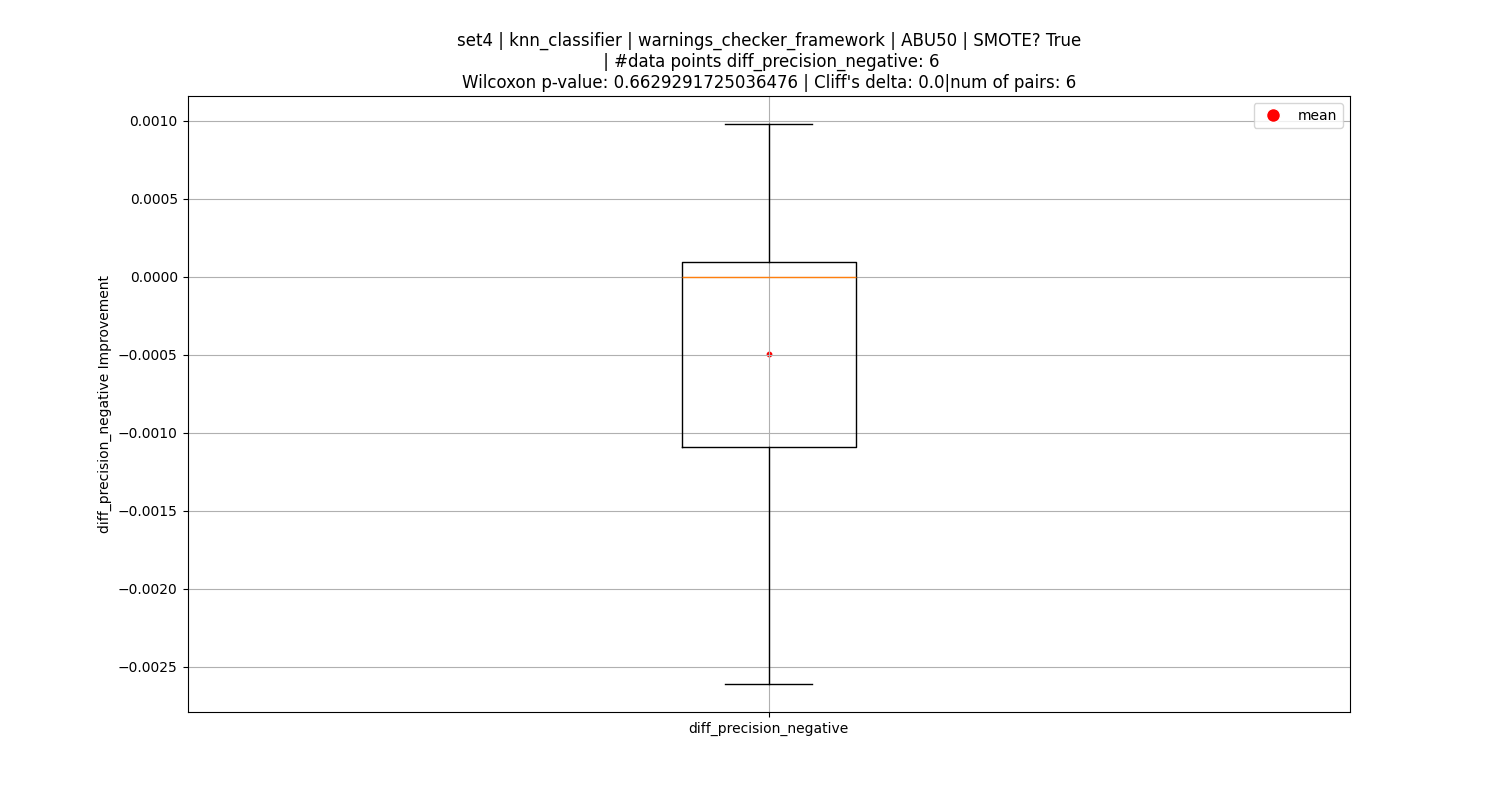 set4 | knn_classifier | warnings_checker_framework | ABU50 | SMOTE? True
| #data points diff_precision_negative: 6
Wilcoxon p-value: 0.6629291725036476 | Cliff's delta: 0.0|num of pairs: 6
mean
0.0010
0.0005
0.0000
−0.0005
−0.0010
−0.0015
−0.0020
−0.0025
diff_precision_negative Improvement
diff_precision_negative